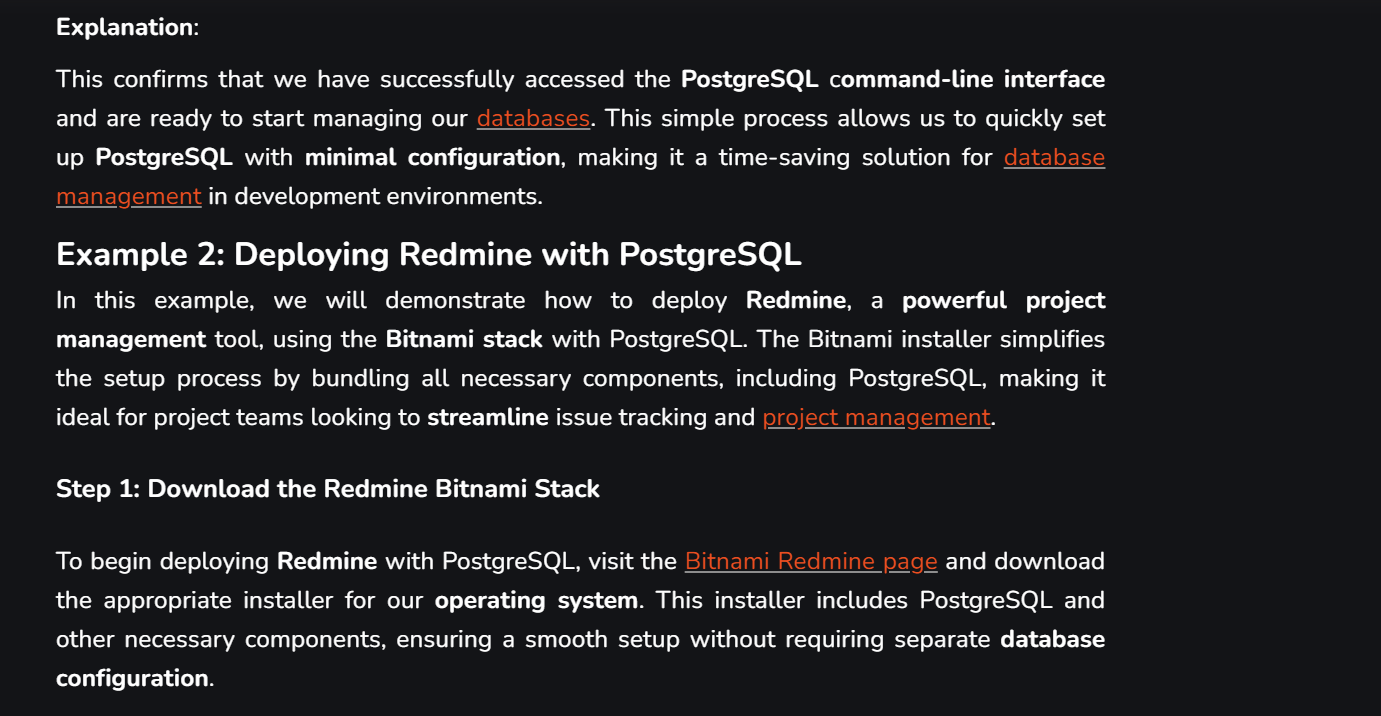 Explanation:
This confirms that we have successfully accessed the PostgreSQL command-line interface
and are ready to start managing our databases. This simple process allows us to quickly set
up PostgreSQL with minimal configuration, making it a time-saving solution for database
management in development environments.
Example 2: Deploying Redmine with PostgreSQL
In this example, we will demonstrate how to deploy Redmine, a powerful project
management tool, using the Bitnami stack with PostgreSQL. The Bitnami installer simplifies
the setup process by bundling all necessary components, including PostgreSQL, making it
ideal for project teams looking to streamline issue tracking and project management.
Step 1: Download the Redmine Bitnami Stack
To begin deploying Redmine with PostgreSQL, visit the Bitnami Redmine page and download
the appropriate installer for our operating system. This installer includes PostgreSQL and
other necessary components, ensuring a smooth setup without requiring separate database
configuration.